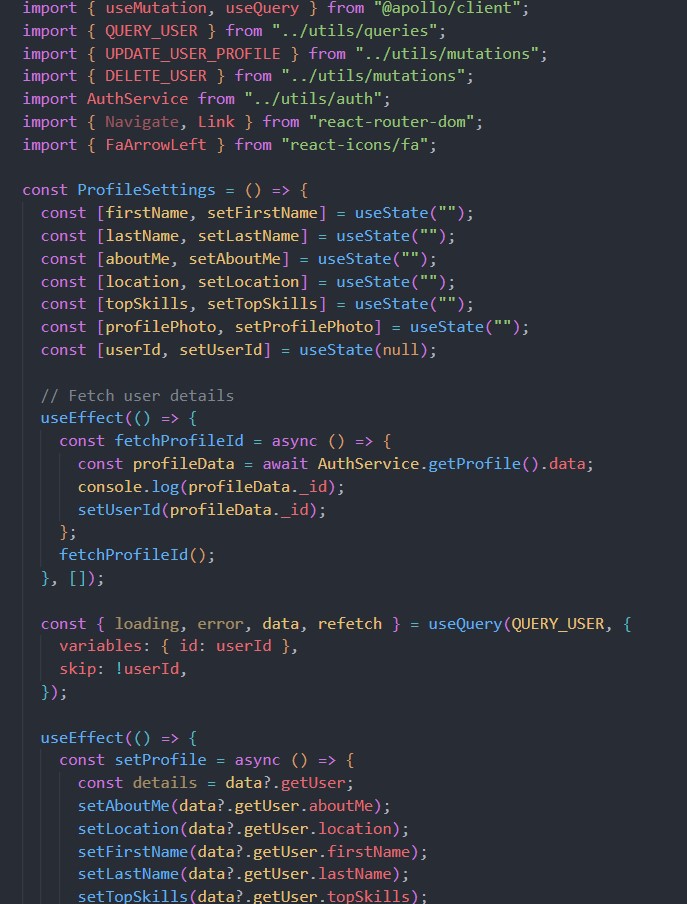 import { useMutation, useQuery } from "@apollo/client";
import { QUERY_USER } from "../utils/queries";
import { UPDATE_USER_PROFILE } from "../utils/mutations";
import { DELETE_USER } from "../utils/mutations";
import AuthService from "../utils/auth";
import { Navigate, Link } from "react-router-dom";
import { FaArrowLeft } from "react-icons/fa";

const ProfileSettings = () => {
  const [firstName, setFirstName] = useState("");
  const [lastName, setLastName] = useState("");
  const [aboutMe, setAboutMe] = useState("");
  const [location, setLocation] = useState("");
  const [topSkills, setTopSkills] = useState("");
  const [profilePhoto, setProfilePhoto] = useState("");
  const [userId, setUserId] = useState(null);

  // Fetch user details
  useEffect(() => {
    const fetchProfileId = async () => {
      const profileData = await AuthService.getProfile().data;
      console.log(profileData._id);
      setUserId(profileData._id);
    };
    fetchProfileId();
  }, []);

  const { loading, error, data, refetch } = useQuery(QUERY_USER, {
    variables: { id: userId },
    skip: !userId,
  });

  useEffect(() => {
    const setProfile = async () => {
      const details = data?.getUser;
      setAboutMe(data?.getUser.aboutMe);
      setLocation(data?.getUser.location);
      setFirstName(data?.getUser.firstName);
      setLastName(data?.getUser.lastName);
      setTopSkills(data?.getUser.topSkills);